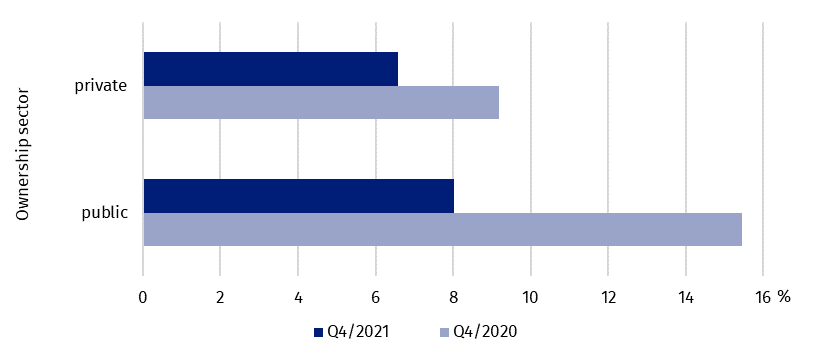 Ownership sector
private
public
0 2 4 6 8 10 12 14 16 %
Q4/2021 Q4/2020